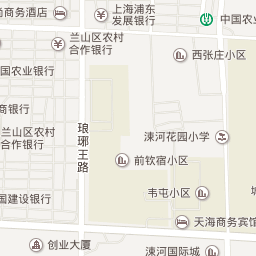 尚商务酒店
上海浦东
发展银行
中国农业
兰山区农村
合作银行
西张庄小区
国农业银行
商银行
兰山区农
合作银行
琅琊王路
涑河花园小学
前钦宿小区
韦屯小区
城
国建设银行
天海商务宾馆
创业大厦
涑河国际城